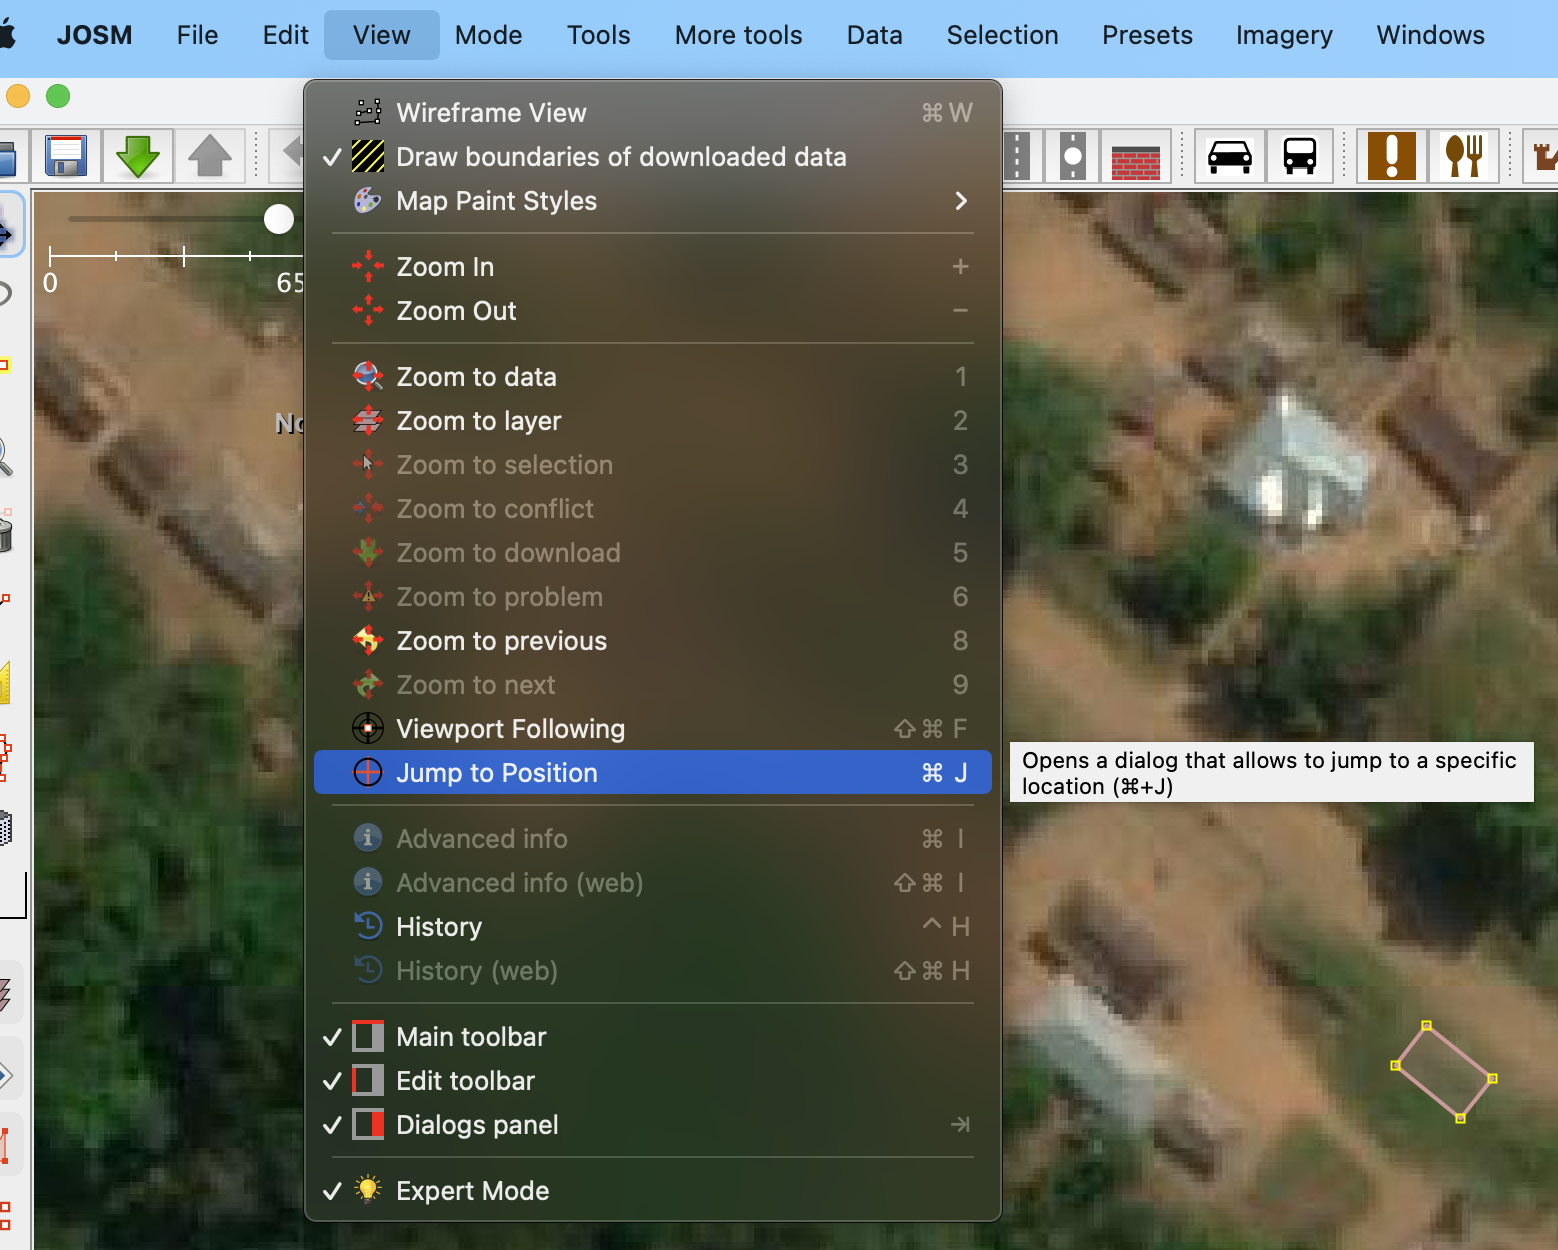 JOSM File Edit View Mode Tools More tools Data Selection Presets Imagery Windows
Wireframe View ⌘ W
Draw boundaries of downloaded data
Map Paint Styles
Zoom In +
0 65
Zoom Out −
Zoom to data 1
Zoom to layer 2
No
Zoom to selection 3
Zoom to conflict 4
Zoom to download 5
Zoom to problem 6
Zoom to previous 8
Zoom to next 9
Viewport Following ⇧ ⌘ F
Jump to Position ⌘ J
Opens a dialog that allows to jump to a specific
location (⌘+J)
Advanced info ⌘ I
Advanced info (web) ⇧ ⌘ I
History ^ H
History (web) ⇧ ⌘ H
Main toolbar
Edit toolbar
Dialogs panel ⇥
Expert Mode